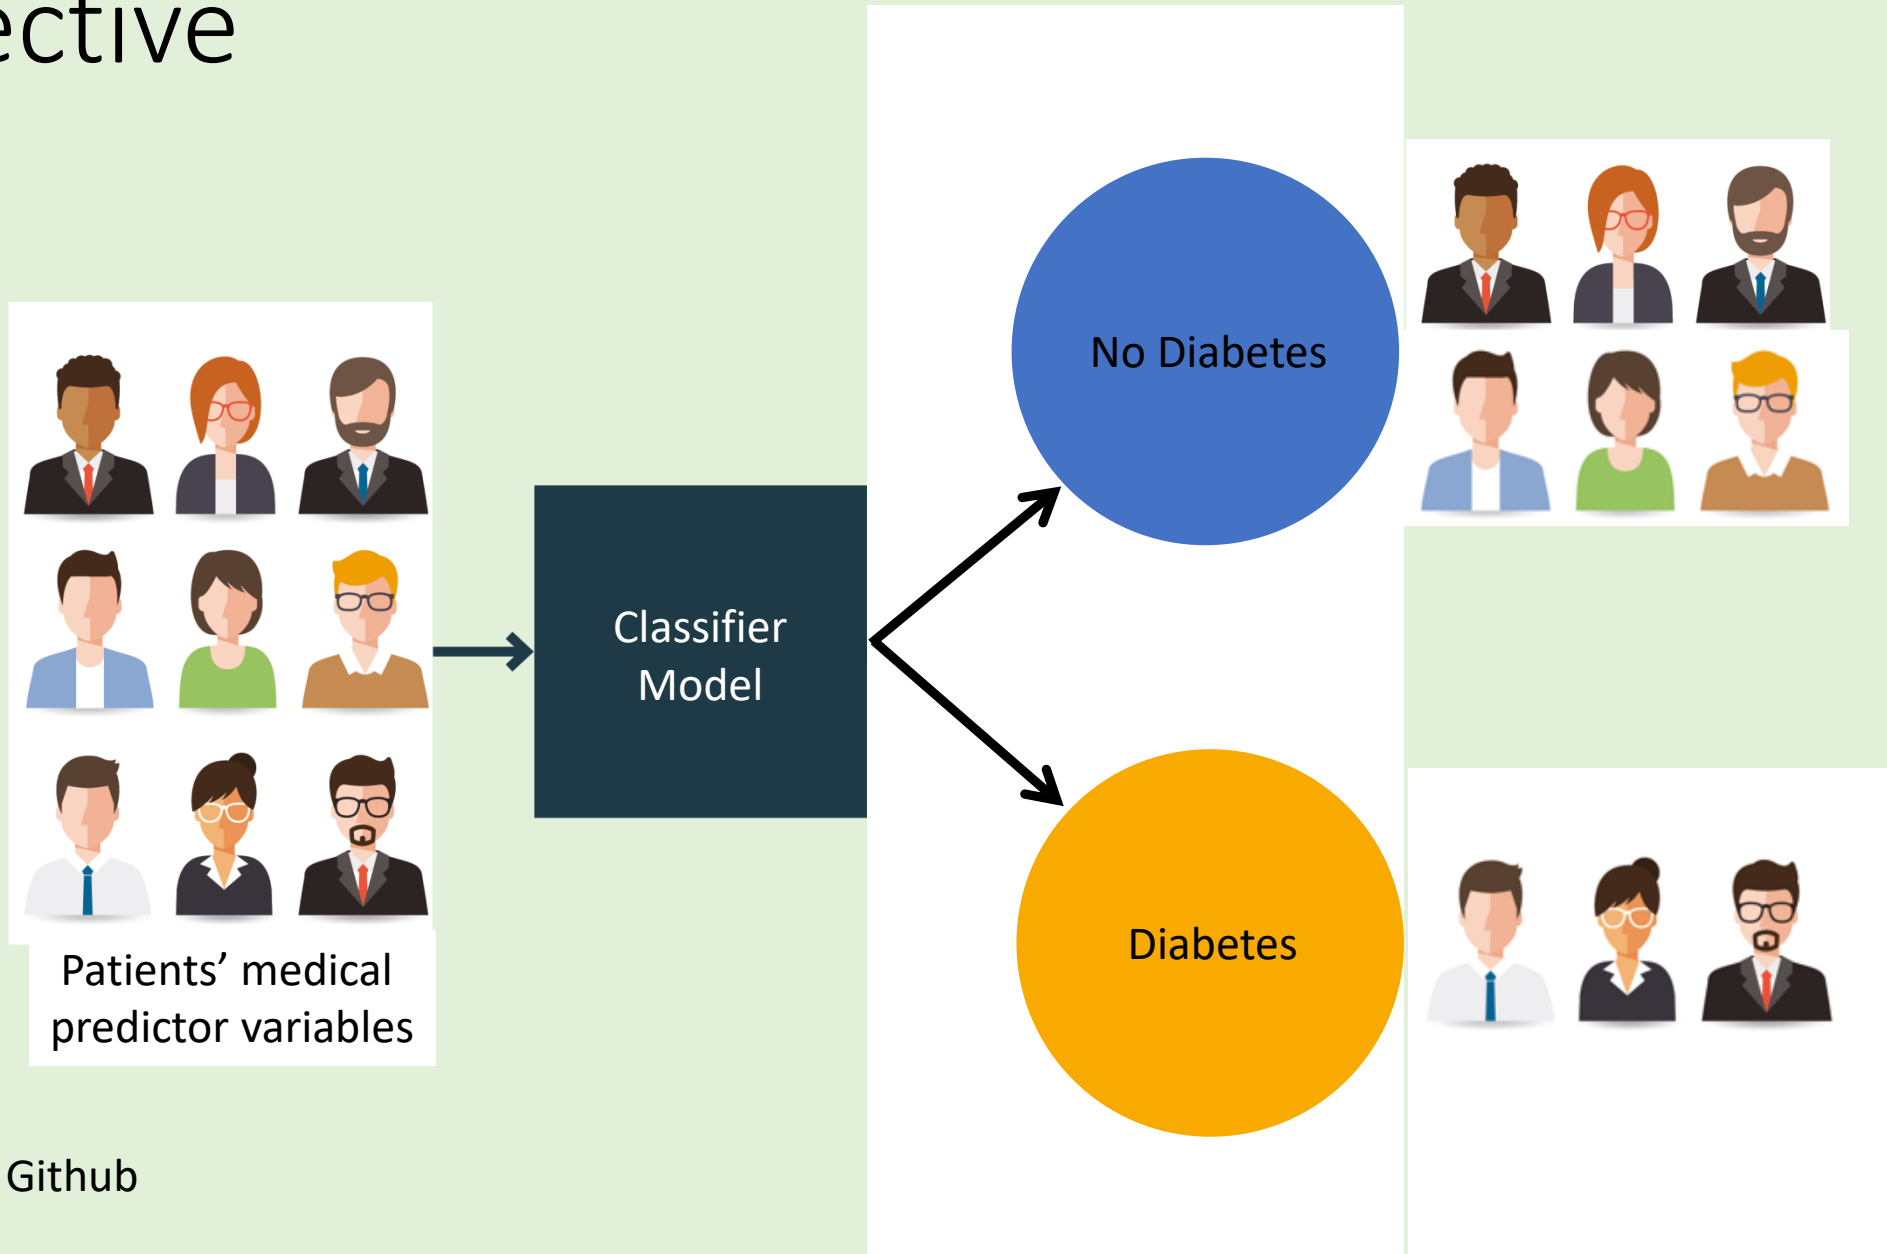 ective
No Diabetes
Classifier
Model
Diabetes
Patients’ medical
predictor variables
Github